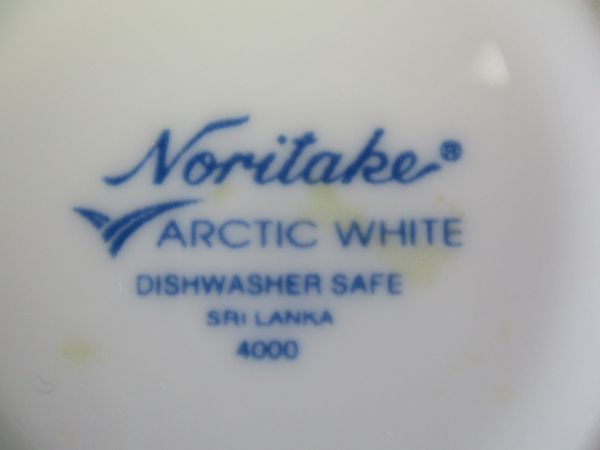 Noritake®
ARCTIC WHITE
DISHWASHER SAFE
SRI LANKA
4000